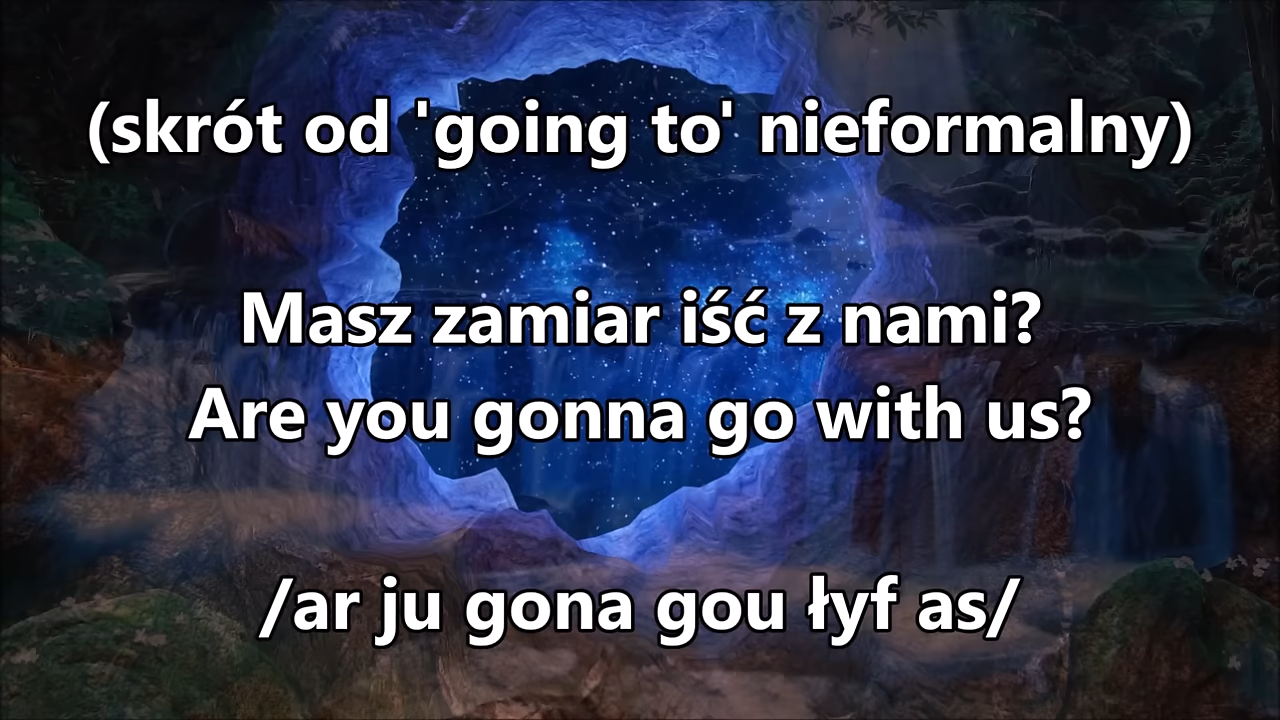 (skrót od 'going to' nieformalny)
Masz zamiar iść z nami?
Are you gonna go with us?
/ar ju gona gou łyf as/